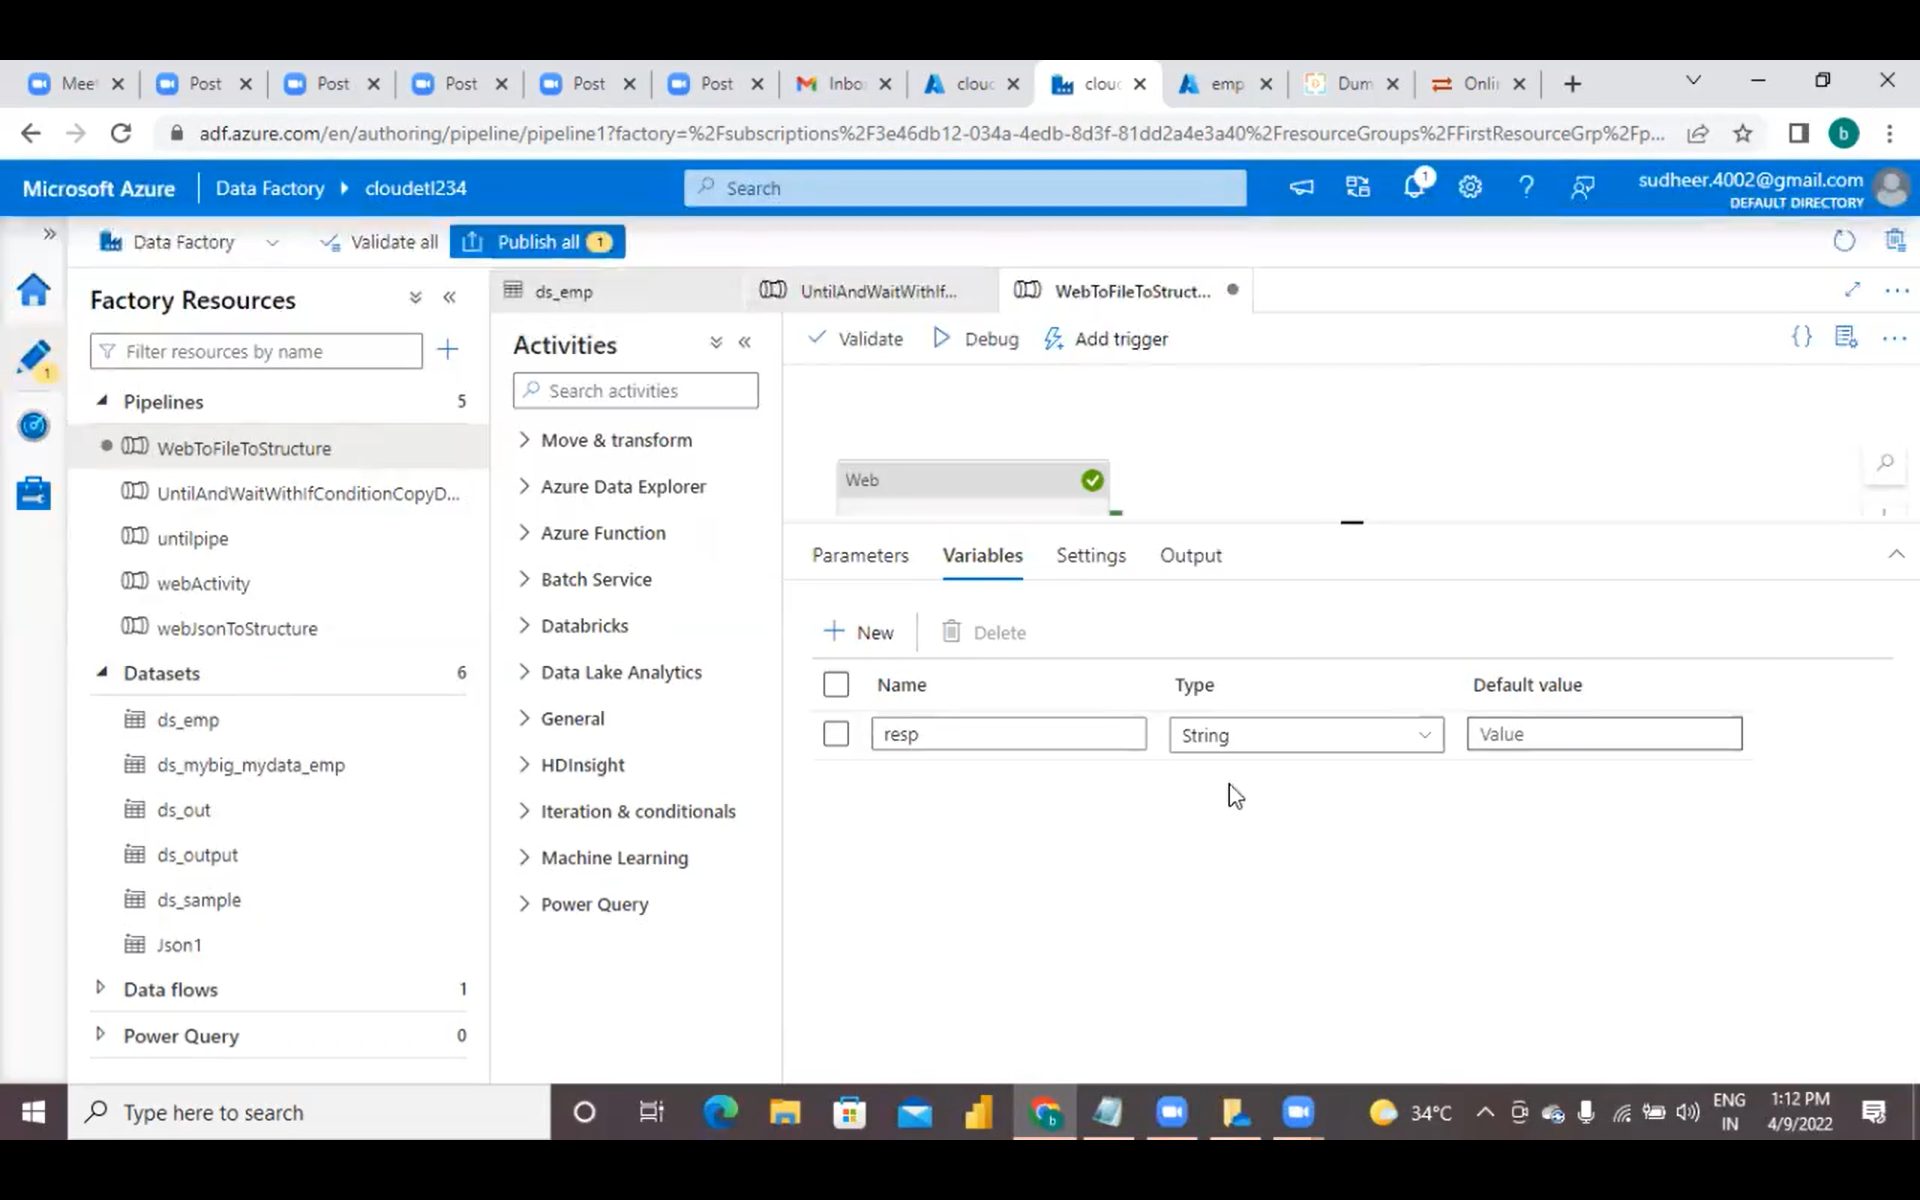 Mee
Post
Post
Post
Post
Post
Inbo
clouc
clouc
emp
Dum
Onlii
adf.azure.com/en/authoring/pipeline/pipeline1?factory=%2Fsubscriptions%2F3e46db12-034a-4edb-8d3f-81dd2a4e3a40%2FresourceGroups%2FFirstResourceGrp%2Fp...
b
Microsoft Azure
Data Factory
cloudetl234
Search
1
sudheer.4002@gmail.com
DEFAULT DIRECTORY
Data Factory
Validate all
Publish all 1
Factory Resources
Filter resources by name
1
Pipelines 5
WebToFileToStructure
UntilAndWaitWithIfConditionCopyD...
untilpipe
webActivity
webJsonToStructure
Datasets 6
ds_emp
ds_mybig_mydata_emp
ds_out
ds_output
ds_sample
Json1
Data flows 1
Power Query 0
ds_emp
UntilAndWaitWithIf...
WebToFileToStruct...
Activities
Search activities
Move & transform
Azure Data Explorer
Azure Function
Batch Service
Databricks
Data Lake Analytics
General
HDInsight
Iteration & conditionals
Machine Learning
Power Query
Validate
Debug
Add trigger
Web
Parameters
Variables
Settings
Output
New
Delete
Name
Type
Default value
resp
String
Value
Type here to search
b
34°C
ENG
IN
1:12 PM
4/9/2022